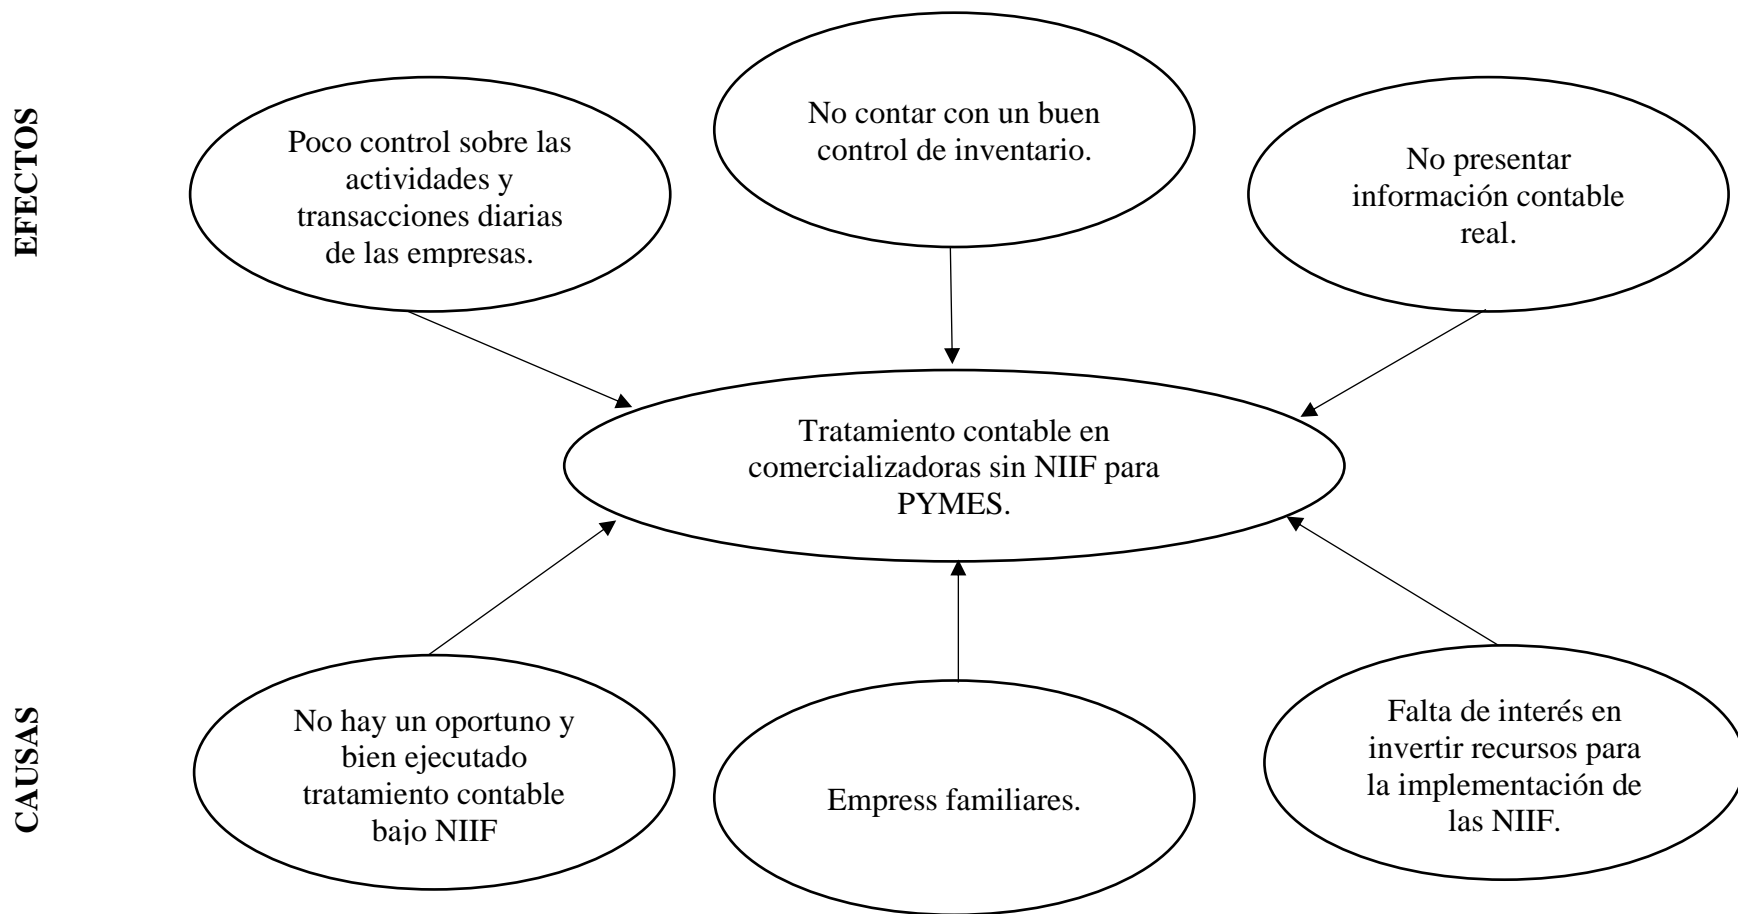 EFECTOS
Poco control sobre las
actividades y
transacciones diarias
de las empresas.
No contar con un buen
control de inventario.
No presentar
información contable
real.
Tratamiento contable en
comercializadoras sin NIIF para
PYMES.
CAUSAS
No hay un oportuno y
bien ejecutado
tratamiento contable
bajo NIIF
Empress familiares.
Falta de interés en
invertir recursos para
la implementación de
las NIIF.